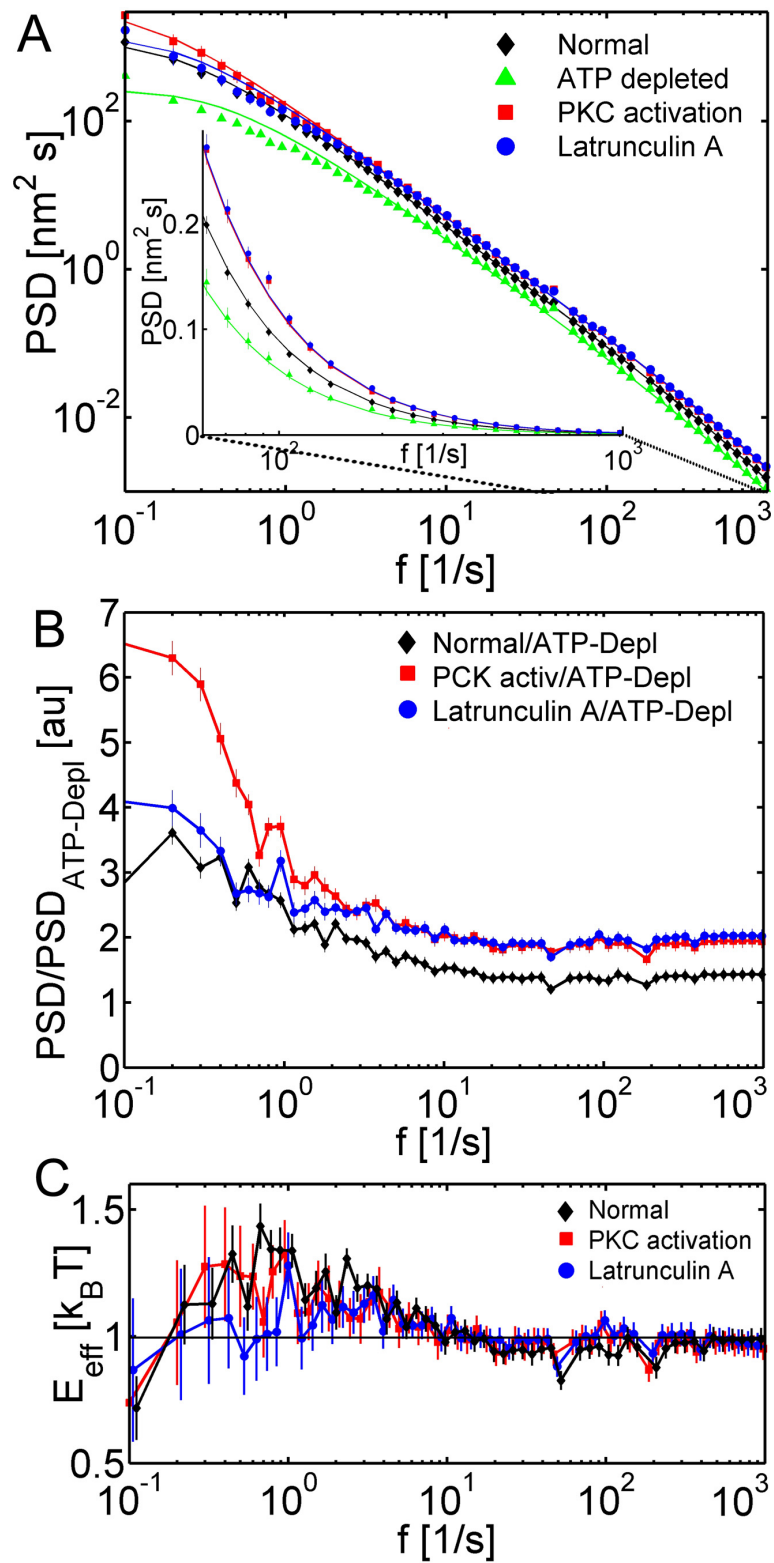 A
Normal
ATP depleted
PKC activation
Latrunculin A
PSD [nm² s]
10²
10⁰
10⁻²
PSD [nm² s]
0.2
0.1
0
10²
f [1/s]
10³
10⁻¹ 10⁰ 10¹ 10² 10³
f [1/s]
B
Normal/ATP-Depl
PCK activ/ATP-Depl
Latrunculin A/ATP-Depl
PSD/PSD_ATP-Depl [au]
7
6
5
4
3
2
1
0
10⁻¹ 10⁰ 10¹ 10² 10³
f [1/s]
C
Normal
PKC activation
Latrunculin A
E_eff [k_BT]
1.5
1
0.5
10⁻¹ 10⁰ 10¹ 10² 10³
f [1/s]